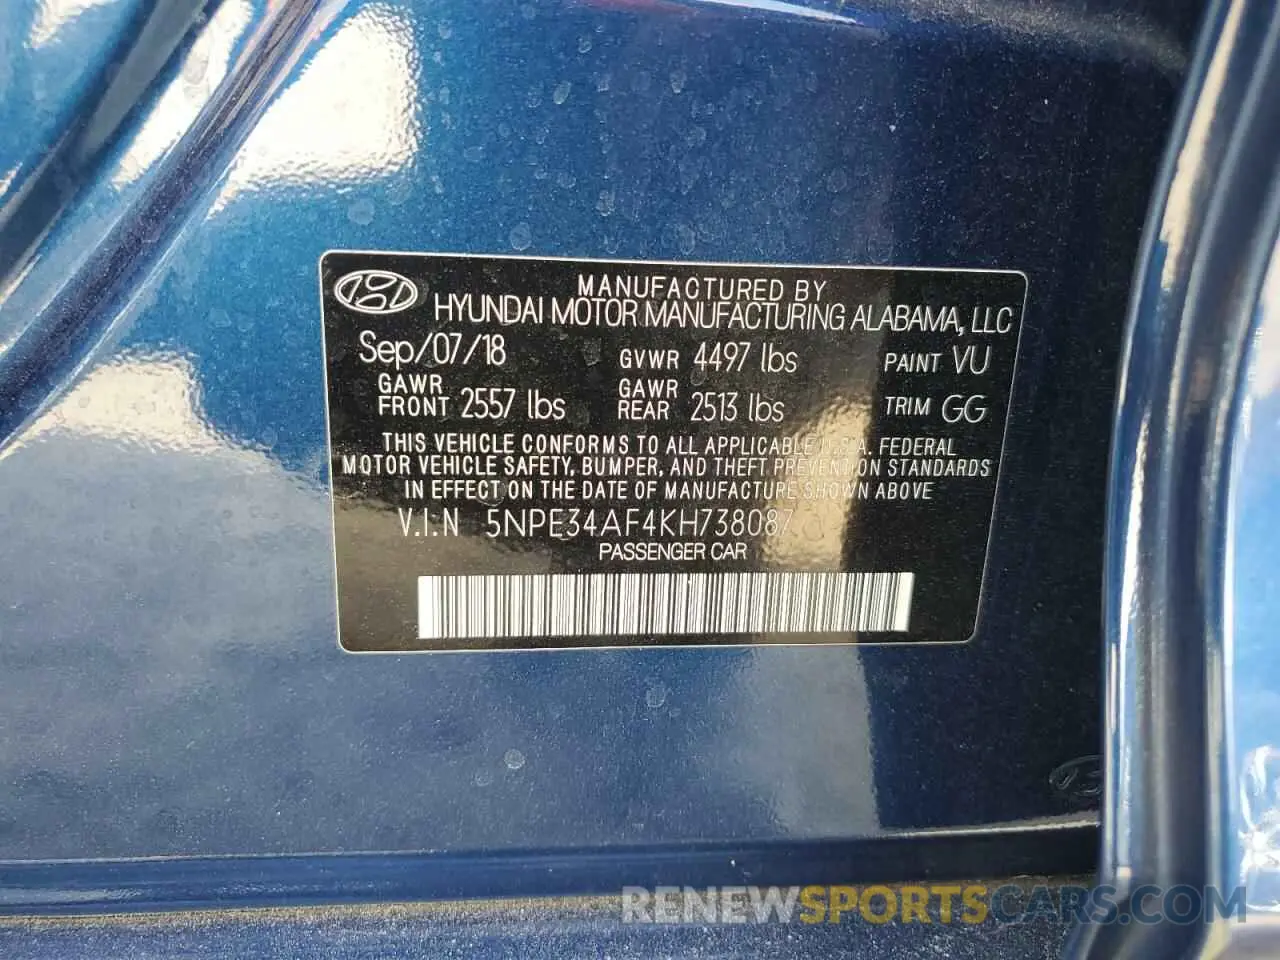 MANUFACTURED BY
HYUNDAI MOTOR MANUFACTURING ALABAMA, LLC
Sep/07/18 GVWR 4497 lbs PAINT VU
GAWR FRONT 2557 lbs GAWR REAR 2513 lbs TRIM GG
THIS VEHICLE CONFORMS TO ALL APPLICABLE U.S.A. FEDERAL
MOTOR VEHICLE SAFETY, BUMPER, AND THEFT PREVENTION STANDARDS
IN EFFECT ON THE DATE OF MANUFACTURE SHOWN ABOVE
V.I.N 5NPE34AF4KH738087
PASSENGER CAR
RENEWSPORTSCARS.COM